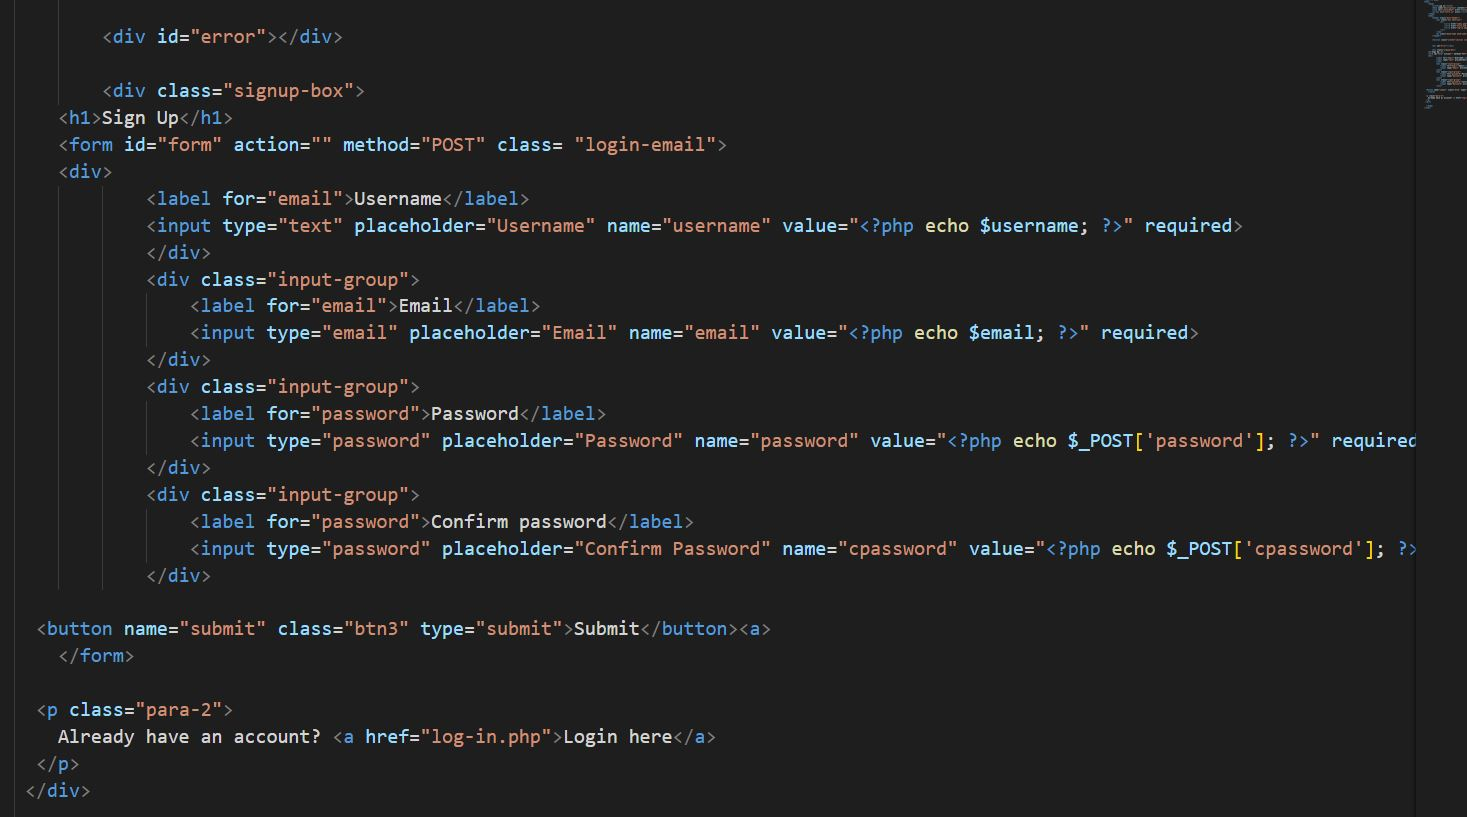 <div id="error"></div>
<div class="signup-box">
<h1>Sign Up</h1>
<form id="form" action="" method="POST" class= "login-email">
<div>
<label for="email">Username</label>
<input type="text" placeholder="Username" name="username" value="<?php echo $username; ?>" required>
</div>
<div class="input-group">
<label for="email">Email</label>
<input type="email" placeholder="Email" name="email" value="<?php echo $email; ?>" required>
</div>
<div class="input-group">
<label for="password">Password</label>
<input type="password" placeholder="Password" name="password" value="<?php echo $_POST['password']; ?>" required
</div>
<div class="input-group">
<label for="password">Confirm password</label>
<input type="password" placeholder="Confirm Password" name="cpassword" value="<?php echo $_POST['cpassword']; ?>
</div>
<button name="submit" class="btn3" type="submit">Submit</button><a>
</form>
<p class="para-2">
Already have an account? <a href="log-in.php">Login here</a>
</p>
</div>